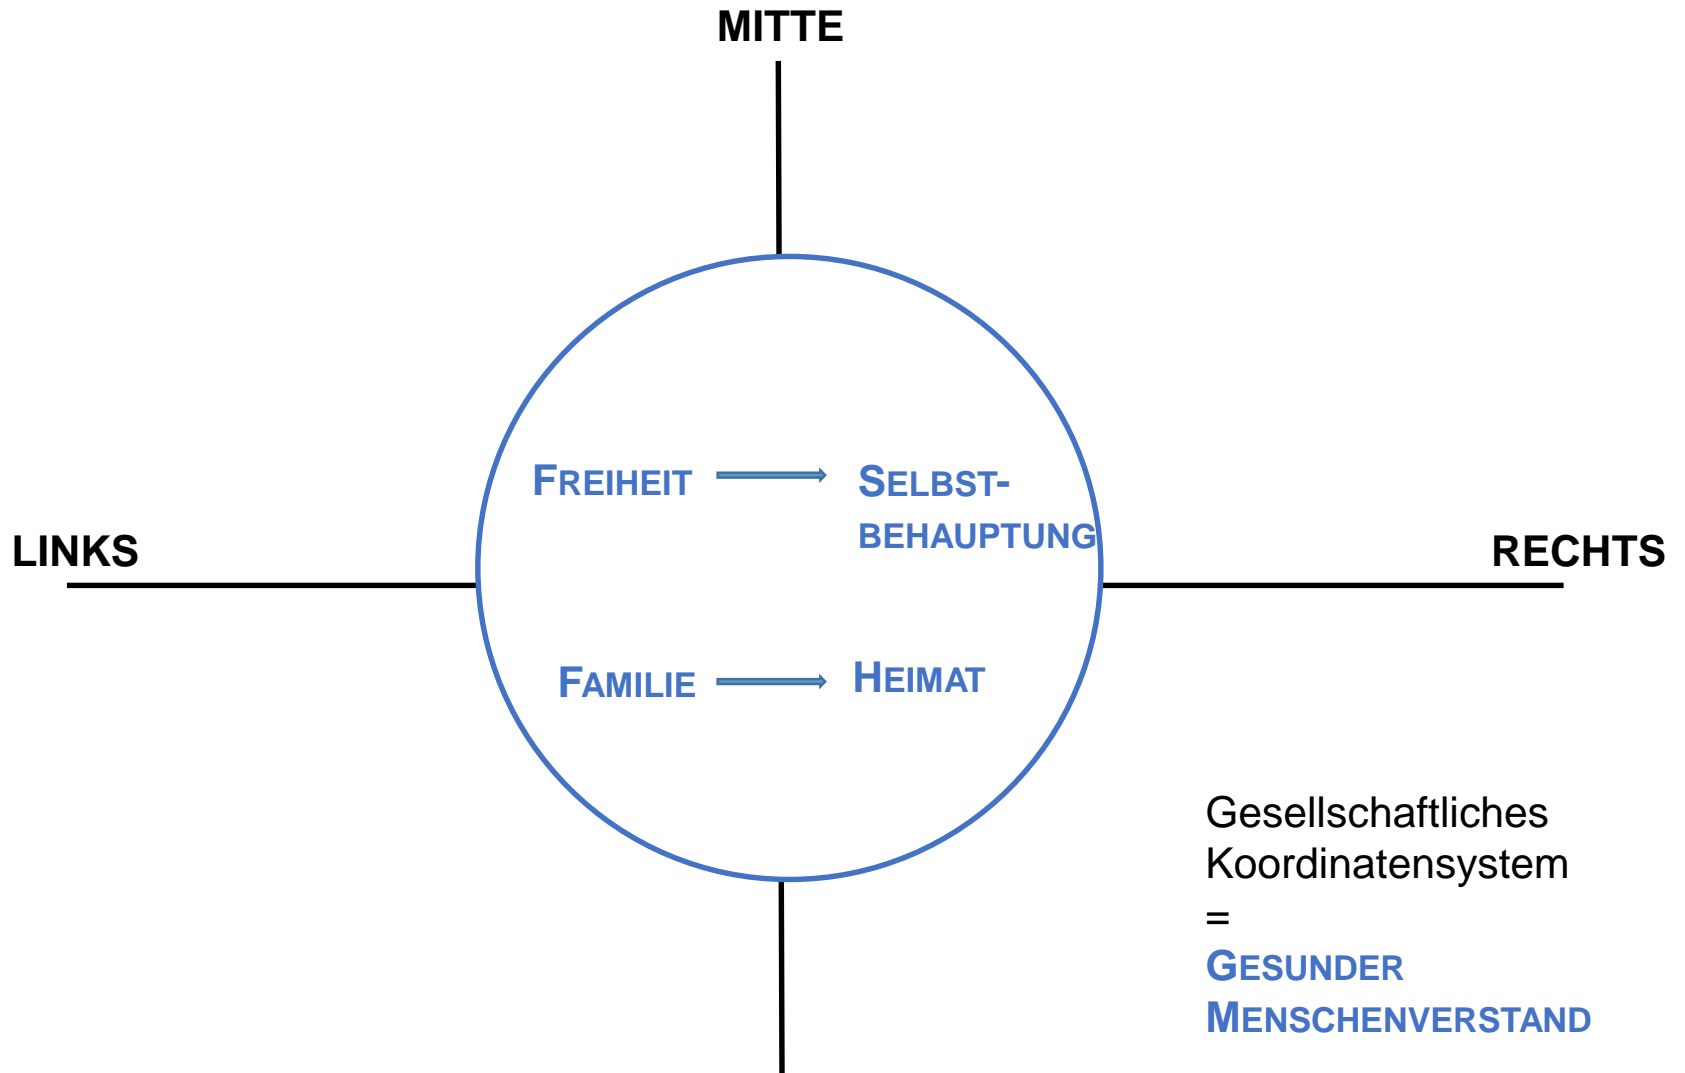 MITTE
FREIHEIT
SELBST-
BEHAUPTUNG
LINKS
RECHTS
FAMILIE
HEIMAT
Gesellschaftliches
Koordinatensystem
=
GESUNDER
MENSCHENVERSTAND